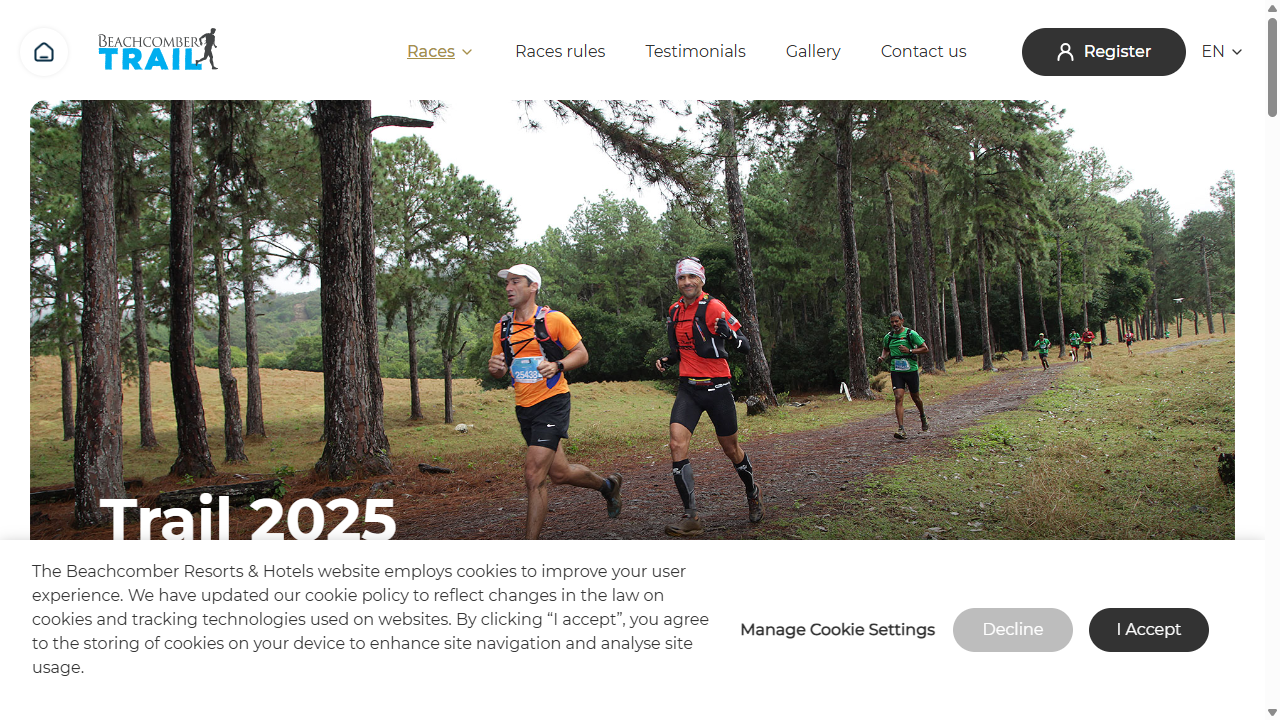 BEACHCOMBER
TRAIL
Races
Races rules
Testimonials
Gallery
Contact us
Register
EN
25438
Trail 2025
The Beachcomber Resorts & Hotels website employs cookies to improve your user
experience. We have updated our cookie policy to reflect changes in the law on
cookies and tracking technologies used on websites. By clicking “I accept”, you agree
to the storing of cookies on your device to enhance site navigation and analyse site
usage.
Manage Cookie Settings
Decline
I Accept